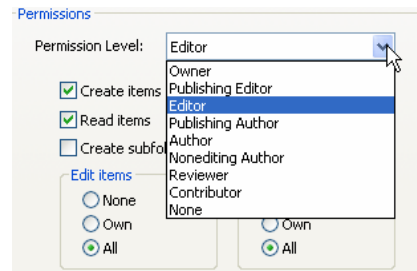 Permissions
Permission Level: Editor
Owner
Publishing Editor
Create items
Editor
Publishing Author
Read items
Author
Nonediting Author
Create subfol
Reviewer
Edit items
Contributor
None
None
Own
Own
All
All